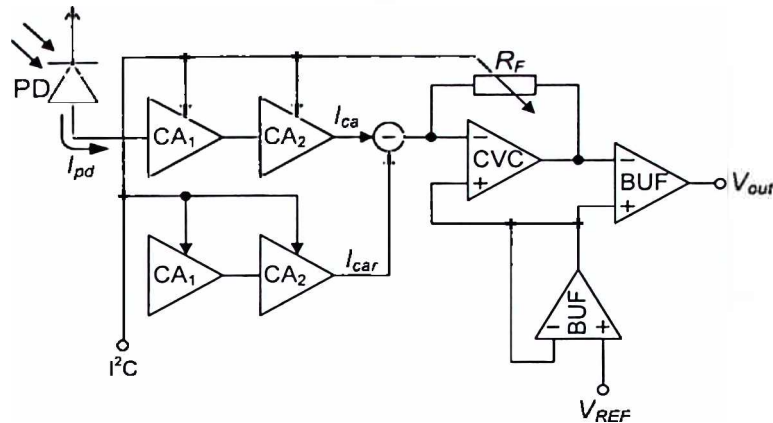 PD
I_pd
CA₁
CA₂
I_ca
−
R_F
−
CVC
+
−
BUF
+
V_out
CA₁
CA₂
I_car
−
BUF
+
I²C
V_REF